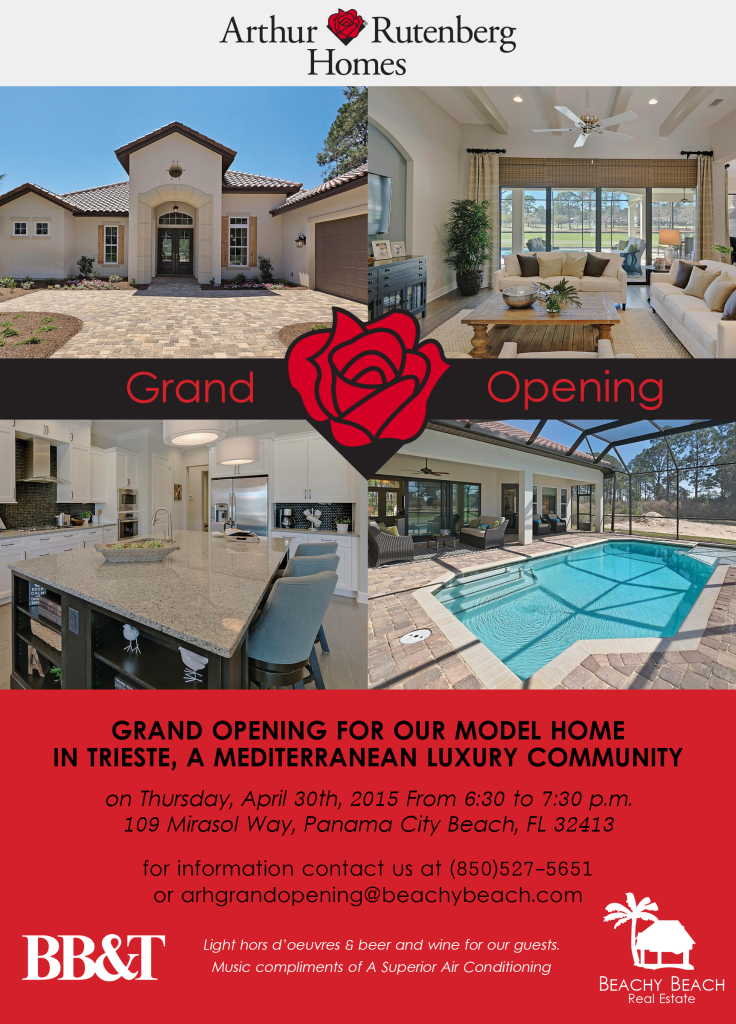 Arthur Rutenberg
Homes
Grand Opening
GRAND OPENING FOR OUR MODEL HOME
IN TRIESTE, A MEDITERRANEAN LUXURY COMMUNITY
on Thursday, April 30th, 2015 From 6:30 to 7:30 p.m.
109 Mirasol Way, Panama City Beach, FL 32413
for information contact us at (850)527-5651
or arhgrandopening@beachybeach.com
BB&T
Light hors d'oeuvres & beer and wine for our guests.
Music compliments of A Superior Air Conditioning
BEACHY BEACH
Real Estate